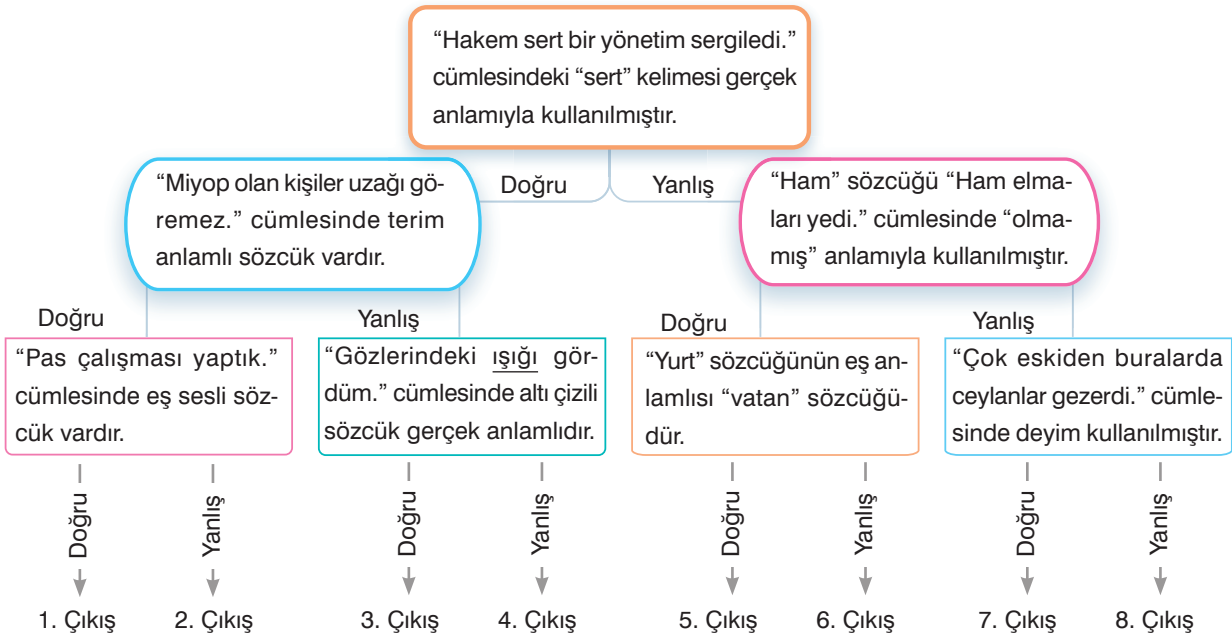 “Hakem sert bir yönetim sergiledi.”
cümlesindeki “sert” kelimesi gerçek
anlamıyla kullanılmıştır.
Doğru
Yanlış
“Miyop olan kişiler uzağı gö-
remez.” cümlesinde terim
anlamlı sözcük vardır.
“Ham” sözcüğü “Ham elma-
ları yedi.” cümlesinde “olma-
mış” anlamıyla kullanılmıştır.
Doğru
Yanlış
Doğru
Yanlış
“Pas çalışması yaptık.”
cümlesinde eş sesli söz-
cük vardır.
“Gözlerindeki ışığı gör-
düm.” cümlesinde altı çizili
sözcük gerçek anlamlıdır.
“Yurt” sözcüğünün eş an-
lamlısı “vatan” sözcüğü-
dür.
“Çok eskiden buralarda
ceylanlar gezerdi.” cümle-
sinde deyim kullanılmıştır.
Doğru
Yanlış
Doğru
Yanlış
Doğru
Yanlış
Doğru
Yanlış
1. Çıkış
2. Çıkış
3. Çıkış
4. Çıkış
5. Çıkış
6. Çıkış
7. Çıkış
8. Çıkış